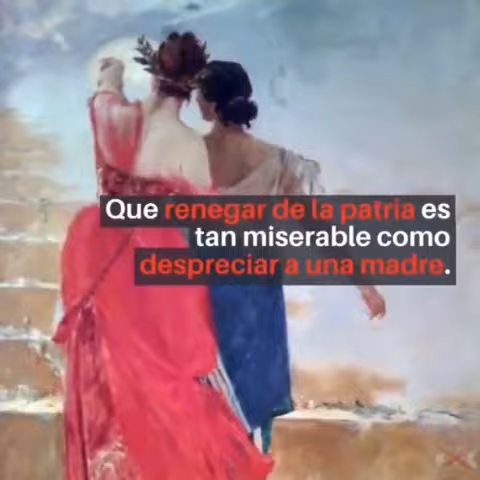 Que renegar de la patria es
tan miserable como
despreciar a una madre.